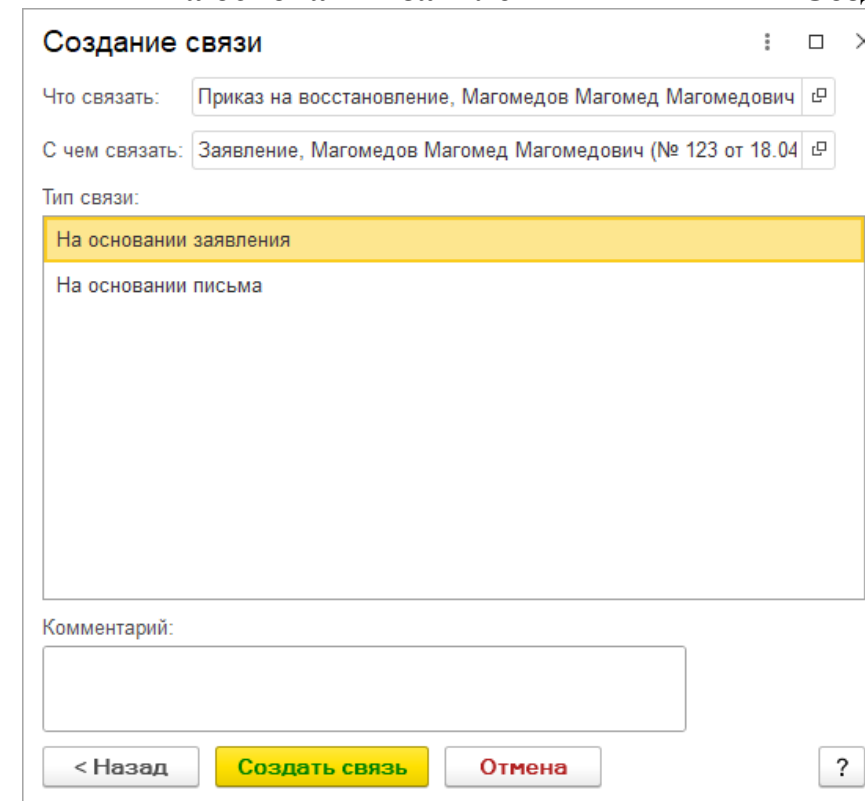 Создание связи
Что связать: Приказ на восстановление, Магомедов Магомед Магомедович
С чем связать: Заявление, Магомедов Магомед Магомедович (№ 123 от 18.04
Тип связи:
На основании заявления
На основании письма
Комментарий:
< Назад Создать связь Отмена ?